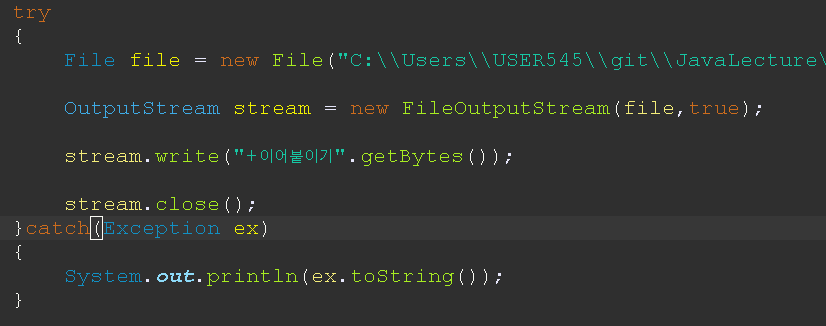 try
{
File file = new File("C:\\Users\\USER545\\git\\JavaLecture\
OutputStream stream = new FileOutputStream(file,true);
stream.write("+이어붙이기".getBytes());
stream.close();
}catch(Exception ex)
{
System.out.println(ex.toString());
}